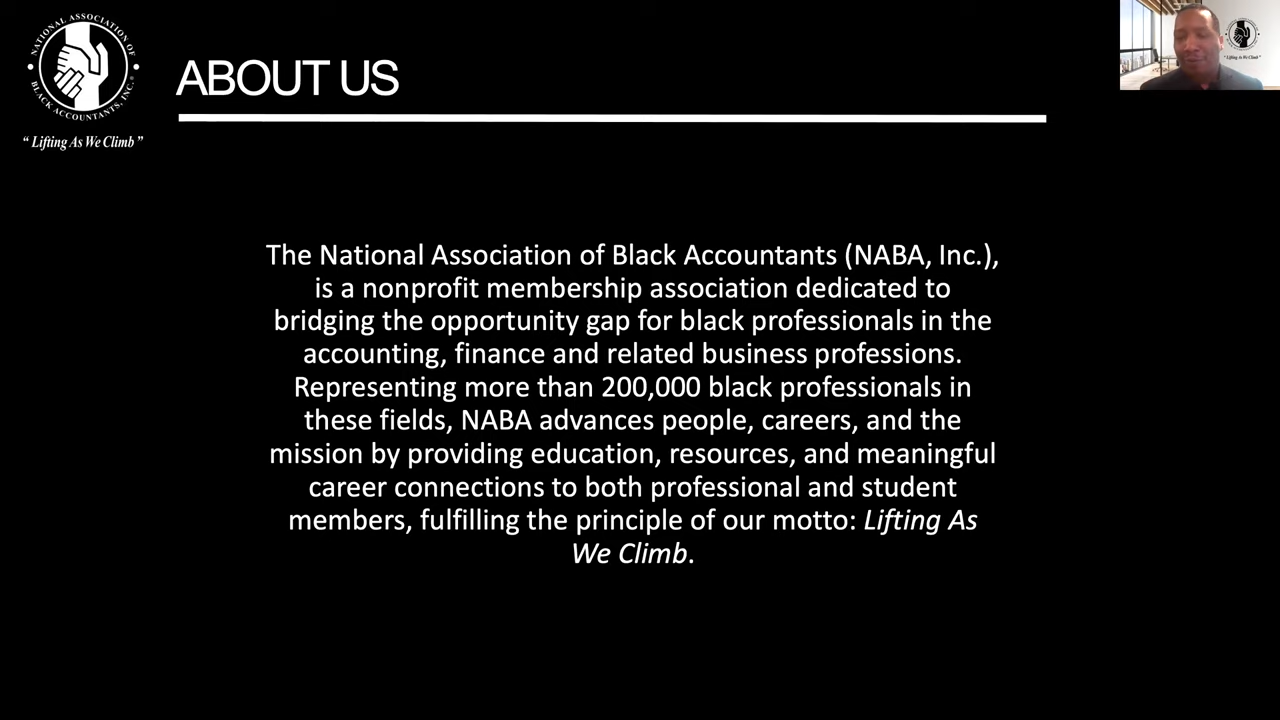 NATIONAL ASSOCIATION OF
BLACK ACCOUNTANTS, INC.
“ Lifting As We Climb ”
ABOUT US
“ Lifting As We Climb ”
The National Association of Black Accountants (NABA, Inc.),
is a nonprofit membership association dedicated to
bridging the opportunity gap for black professionals in the
accounting, finance and related business professions.
Representing more than 200,000 black professionals in
these fields, NABA advances people, careers, and the
mission by providing education, resources, and meaningful
career connections to both professional and student
members, fulfilling the principle of our motto: Lifting As
We Climb.